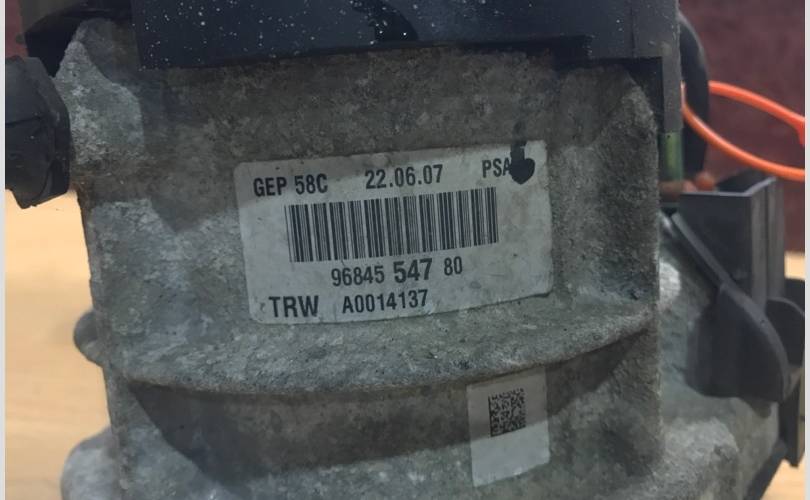 GEP 58C 22.06.07 PSA
96845 547 80
TRW A0014137